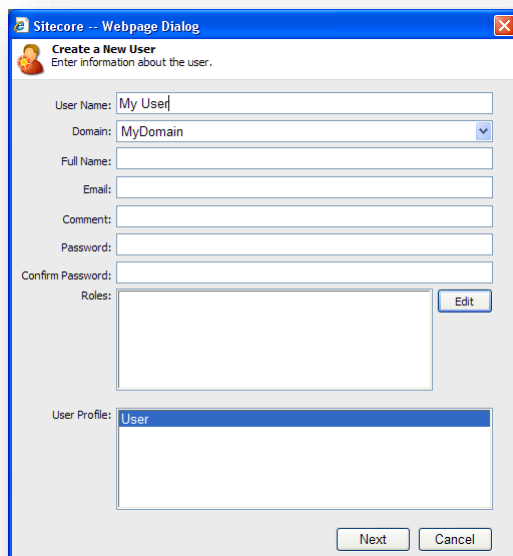 Sitecore -- Webpage Dialog
Create a New User
Enter information about the user.
User Name: My User
Domain: MyDomain
Full Name:
Email:
Comment:
Password:
Confirm Password:
Roles:
Edit
User Profile: User
Next Cancel